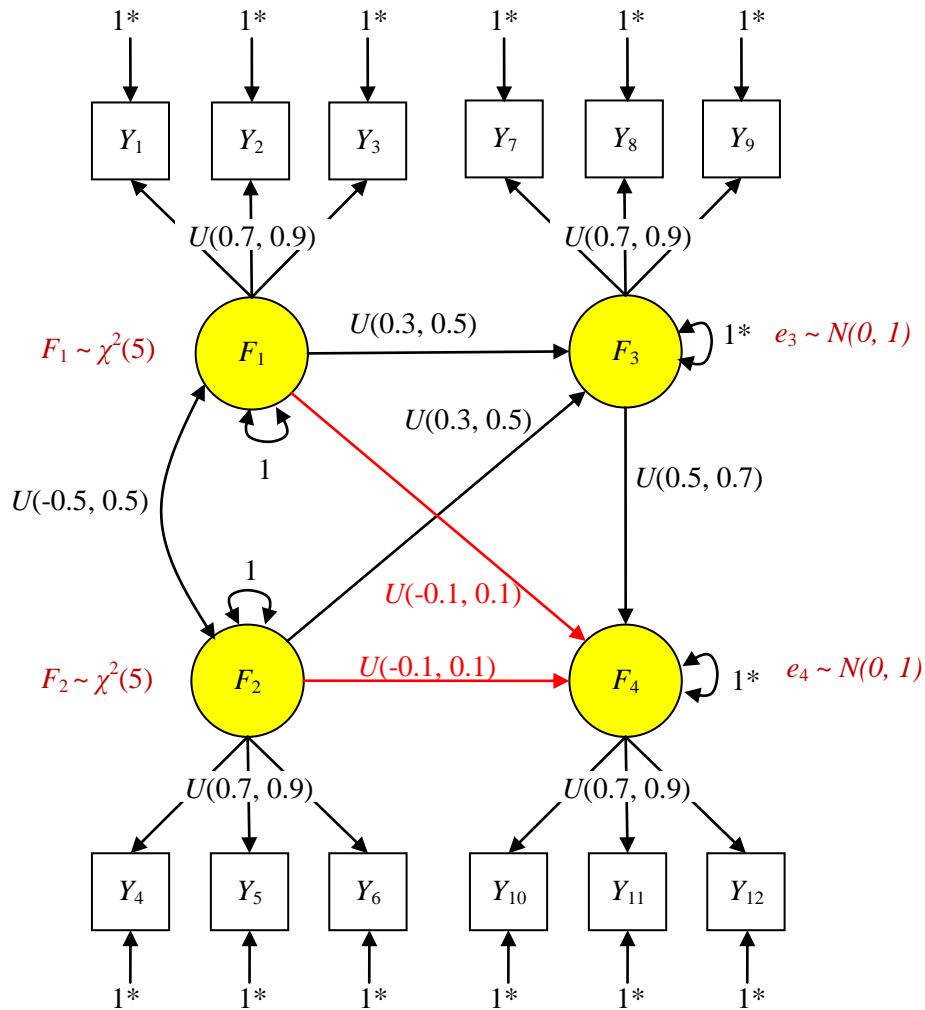 1* 1* 1* 1* 1* 1*
Y₁ Y₂ Y₃ Y₇ Y₈ Y₉
U(0.7, 0.9) U(0.7, 0.9)
U(0.3, 0.5)
F₁ ~ χ²(5) F₁ F₃ 1* e₃ ~ N(0, 1)
U(0.3, 0.5)
1
U(-0.5, 0.5) U(0.5, 0.7)
1
U(-0.1, 0.1)
U(-0.1, 0.1)
F₂ ~ χ²(5) F₂ F₄ 1* e₄ ~ N(0, 1)
U(0.7, 0.9) U(0.7, 0.9)
Y₄ Y₅ Y₆ Y₁₀ Y₁₁ Y₁₂
1* 1* 1* 1* 1* 1*